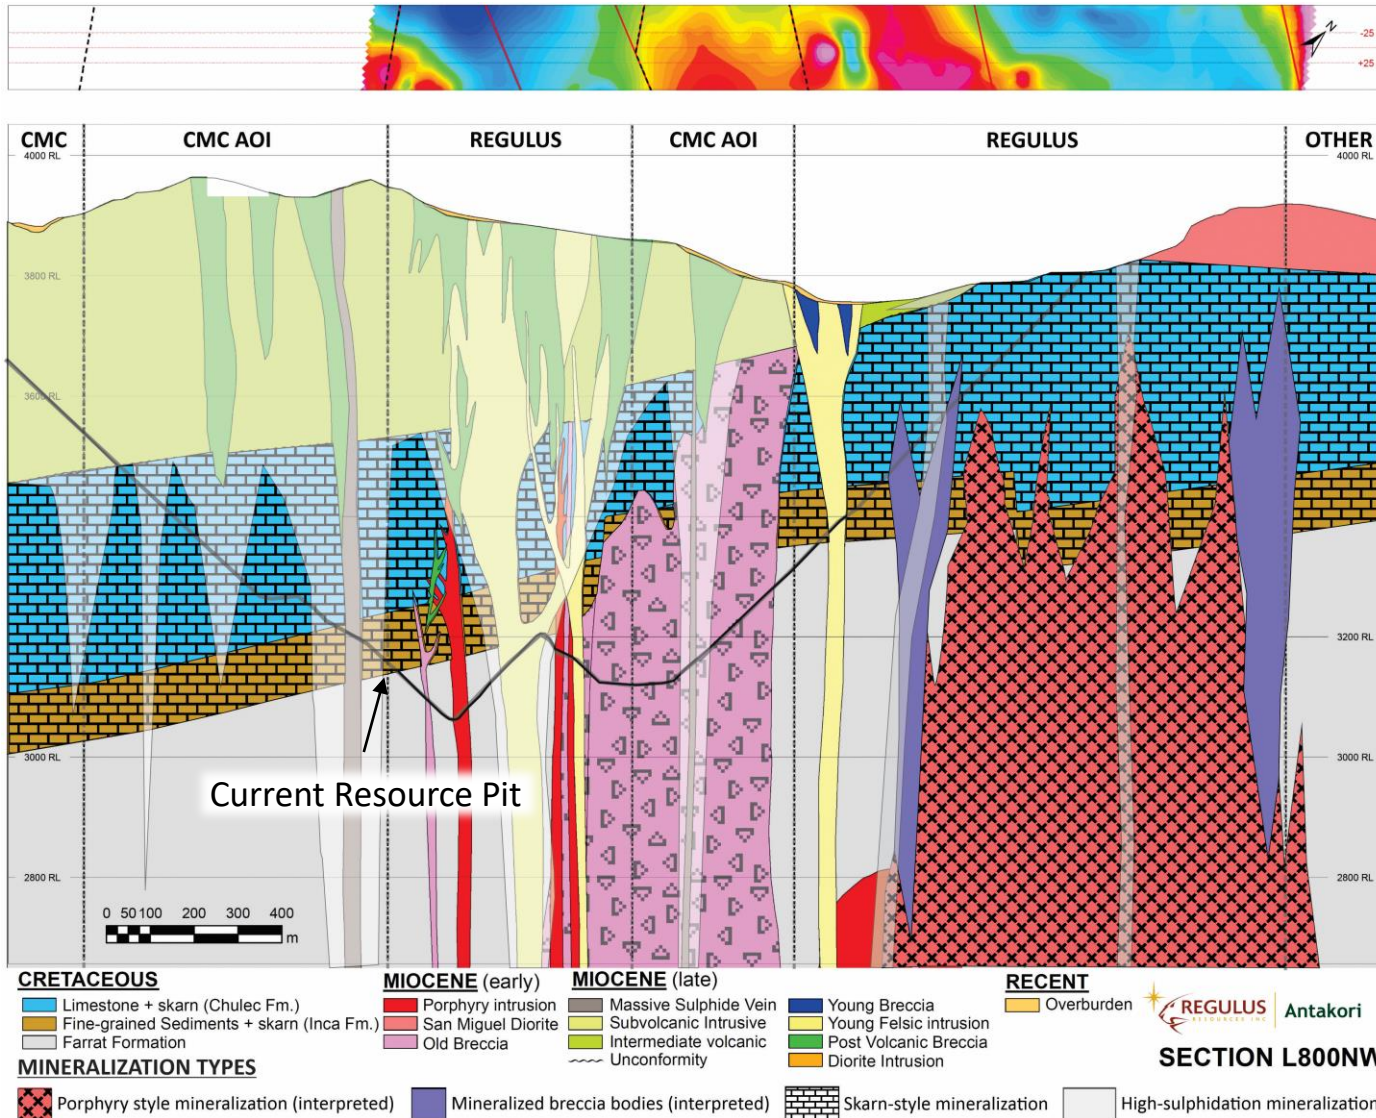 N
-25
+25
CMC
CMC AOI
REGULUS
CMC AOI
REGULUS
OTHER
4000 RL
4000 RL
3800 RL
3600 RL
3200 RL
3200 RL
3000 RL
3000 RL
Current Resource Pit
2800 RL
2800 RL
0 50 100 200 300 400
m
CRETACEOUS
Limestone + skarn (Chulec Fm.)
Fine-grained Sediments + skarn (Inca Fm.)
Farrat Formation
MIOCENE (early)
Porphyry intrusion
San Miguel Diorite
Old Breccia
MIOCENE (late)
Massive Sulphide Vein
Subvolcanic Intrusive
Intermediate volcanic
Unconformity
Young Breccia
Young Felsic intrusion
Post Volcanic Breccia
Diorite Intrusion
RECENT
Overburden
REGULUS
RESOURCES INC
Antakori
SECTION L800NW
MINERALIZATION TYPES
Porphyry style mineralization (interpreted)
Mineralized breccia bodies (interpreted)
Skarn-style mineralization
High-sulphidation mineralization